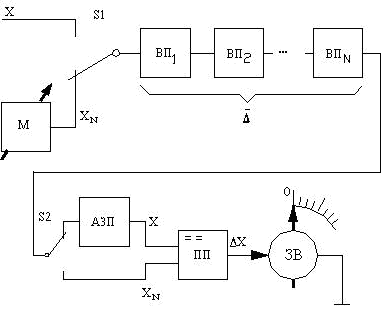 X
S1
ВП1
ВП2
...
ВПN
М
XN
Δ̄
S2
АЗП
X
==
ПП
ΔX
0
ЗВ
XN